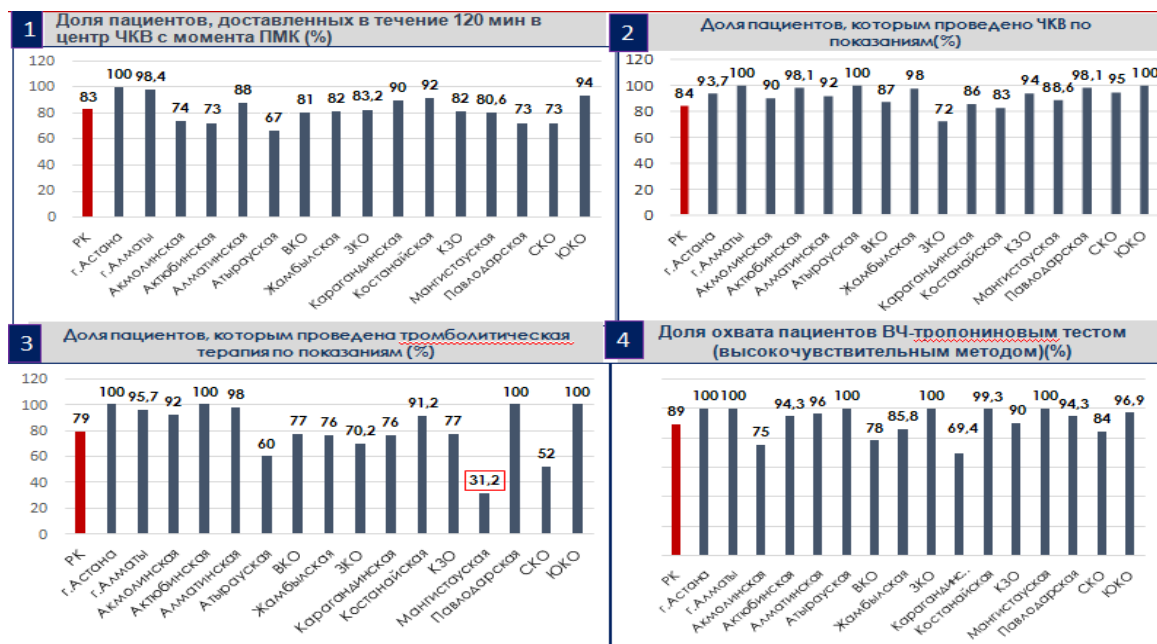 1
Доля пациентов, доставленных в течение 120 мин в
центр ЧКВ с момента ПМК (%)
120
100
80
60
40
20
0
83
100
98,4
74
73
88
67
81
82
83,2
90
92
82
80,6
73
73
94
РК
г.Астана
г.Алматы
Акмолинская
Актюбинская
Алматинская
Атырауская
ВКО
Жамбылская
ЗКО
Карагандинская
Костанайская
КЗО
Мангистауская
Павлодарская
СКО
ЮКО
2
Доля пациентов, которым проведено ЧКВ по
показаниям(%)
120
100
80
60
40
20
0
84
93,7
100
90
98,1
92
100
87
98
72
86
83
94
88,6
98,1
95
100
РК
г.Астана
г.Алматы
Акмолинская
Актюбинская
Алматинская
Атырауская
ВКО
Жамбылская
ЗКО
Карагандинская
Костанайская
КЗО
Мангистауская
Павлодарская
СКО
ЮКО
3
Доля пациентов, которым проведена тромболитическая
терапия по показаниям (%)
120
100
80
60
40
20
0
79
100
95,7
92
100
98
60
77
76
70,2
76
91,2
77
31,2
100
52
100
РК
г.Астана
г.Алматы
Акмолинская
Актюбинская
Алматинская
Атырауская
ВКО
Жамбылская
ЗКО
Карагандинская
Костанайская
КЗО
Мангистауская
Павлодарская
СКО
ЮКО
4
Доля охвата пациентов ВЧ-тропониновым тестом
(высокочувствительным методом)(%)
89
100
100
75
94,3
96
100
78
85,8
100
69,4
99,3
90
100
94,3
84
96,9
РК
г.Астана
г.Алматы
Акмолинская
Актюбинская
Алматинская
Атырауская
ВКО
Жамбылская
ЗКО
Карагандинс..
Костанайская
КЗО
Мангистауская
Павлодарская
СКО
ЮКО